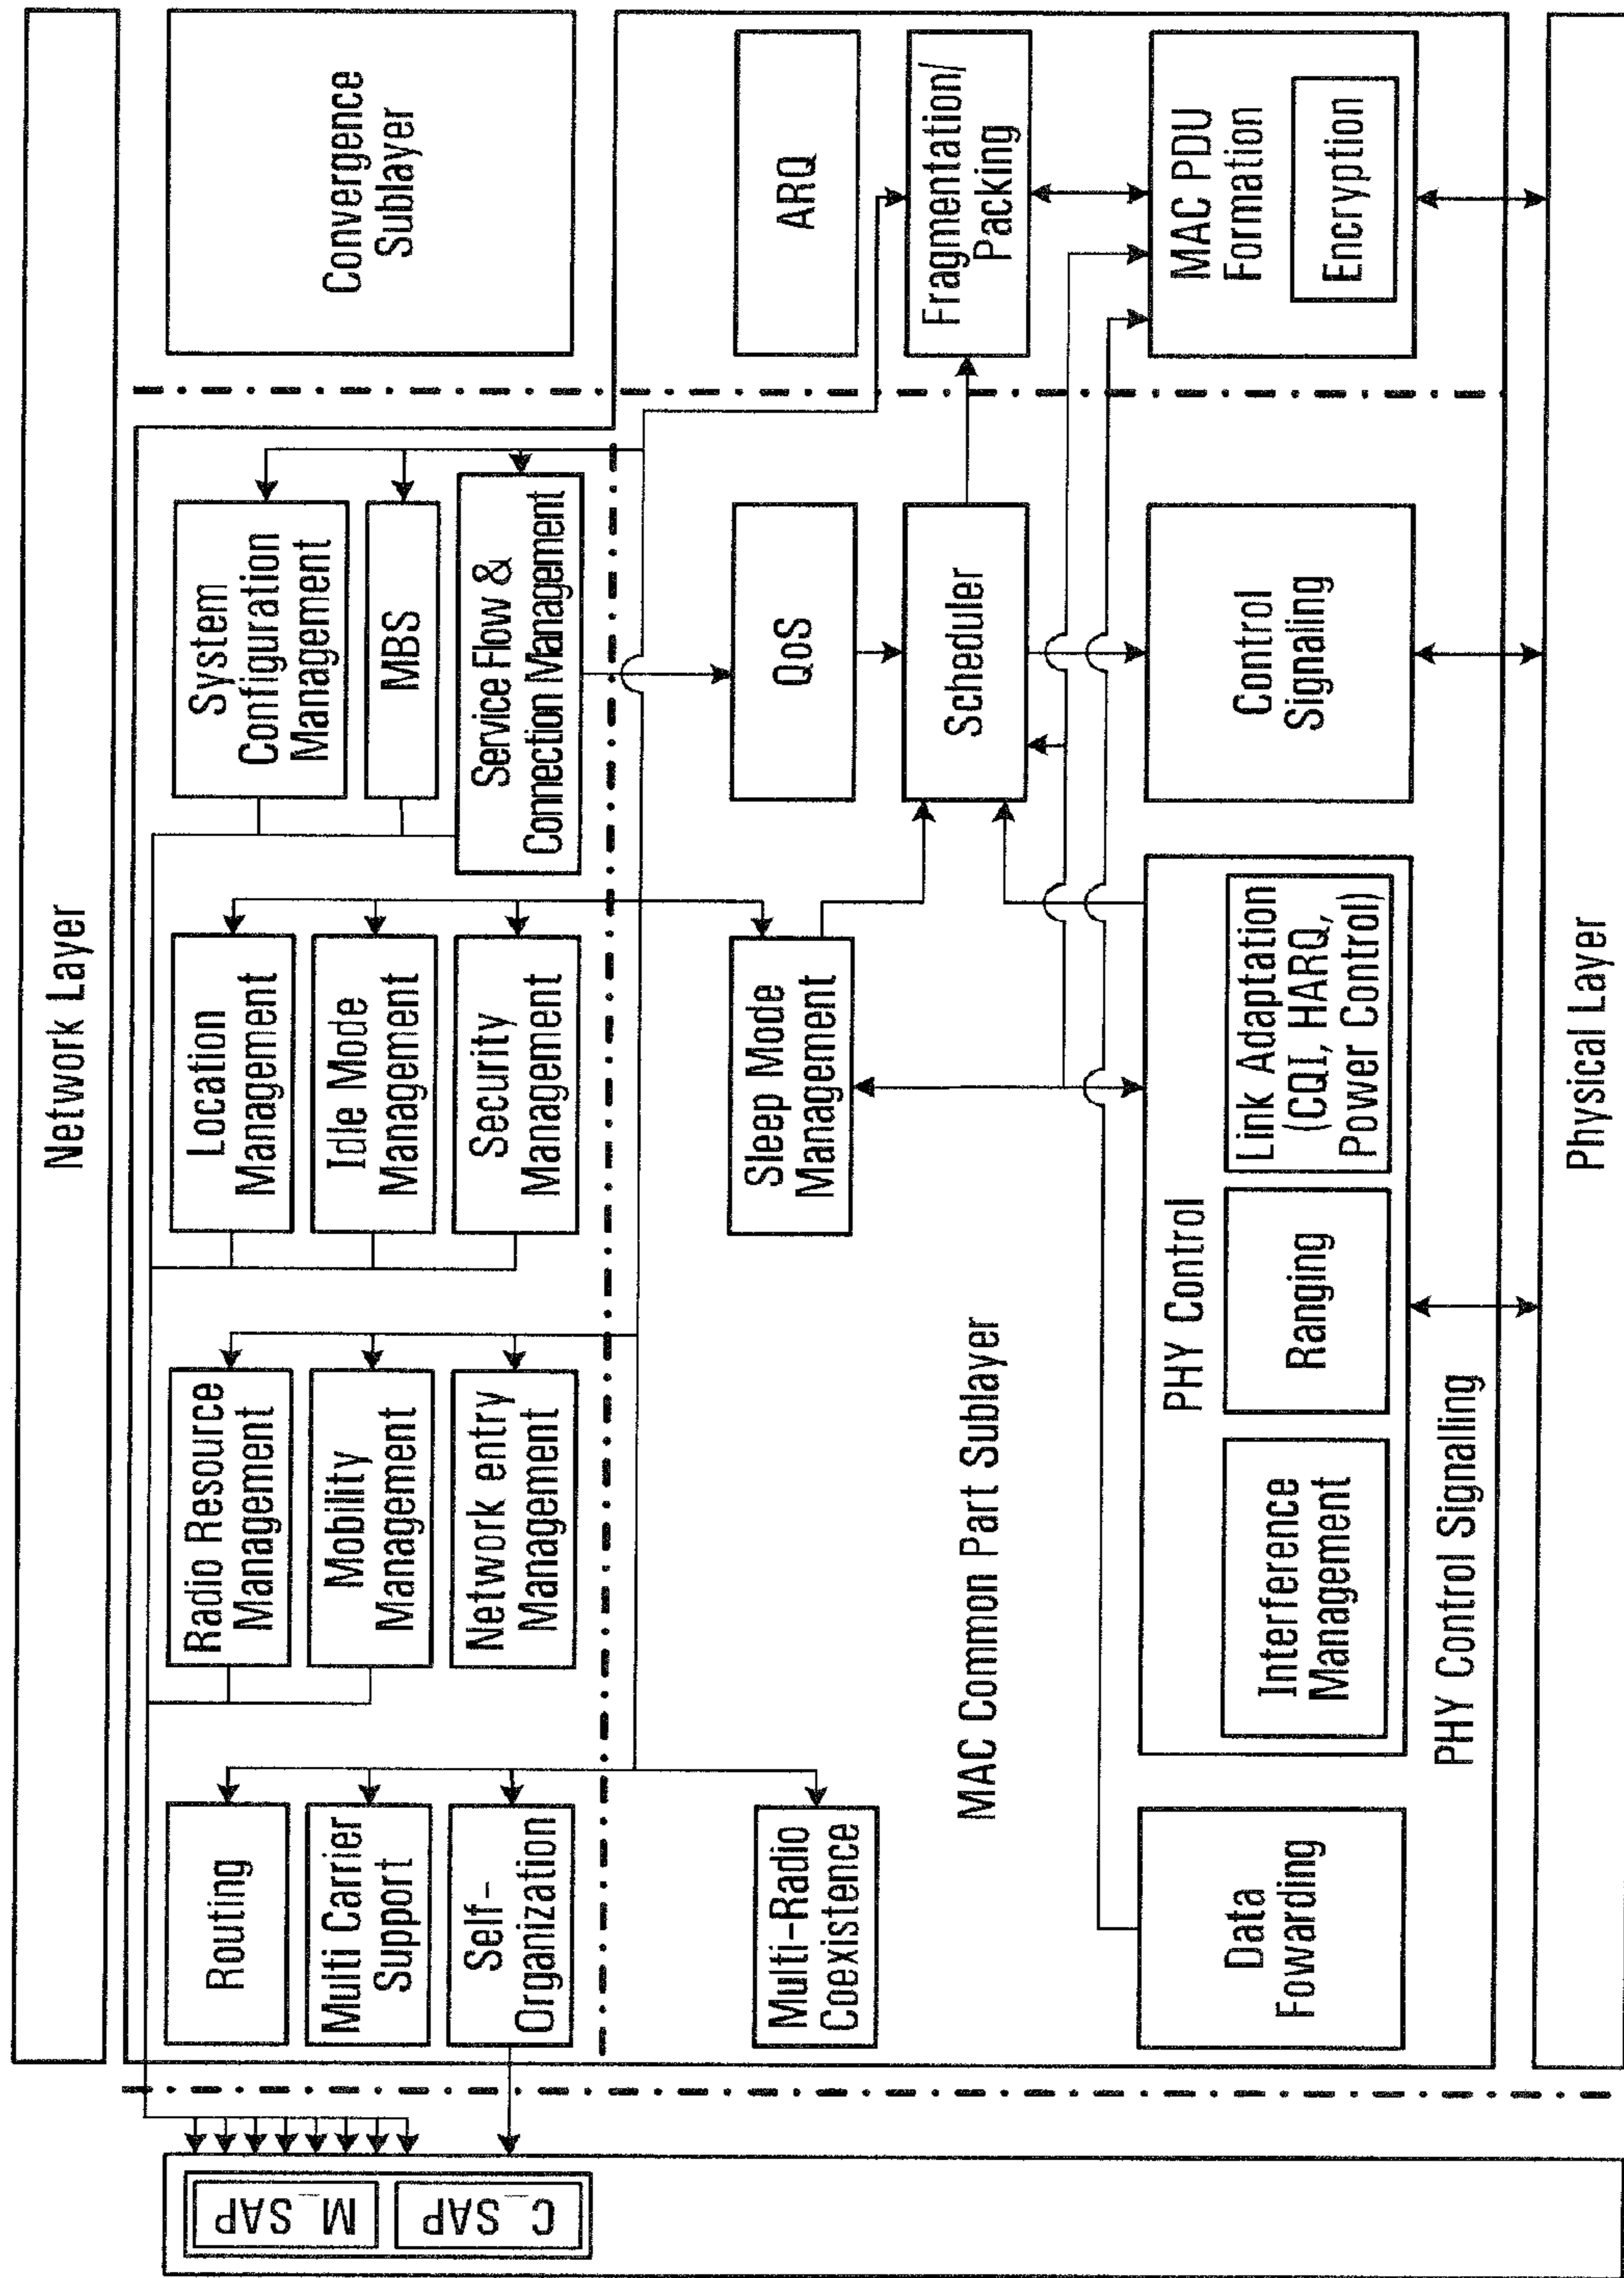 Network Layer
M_SAP
C_SAP
Routing
Multi Carrier
Support
Self-
Organization
Radio Resource
Management
Mobility
Management
Network entry
Management
Location
Management
Idle Mode
Management
Security
Management
System
Configuration
Management
MBS
Service Flow &
Connection Management
Convergence
Sublayer
Multi-Radio
Coexistence
Sleep Mode
Management
QoS
ARQ
Scheduler
Fragmentation/
Packing
MAC Common Part Sublayer
Data
Fowarding
PHY Control
Interference
Management
Ranging
Link Adaptation
(CQI, HARQ,
Power Control)
Control
Signaling
MAC PDU
Formation
Encryption
PHY Control Signalling
Physical Layer